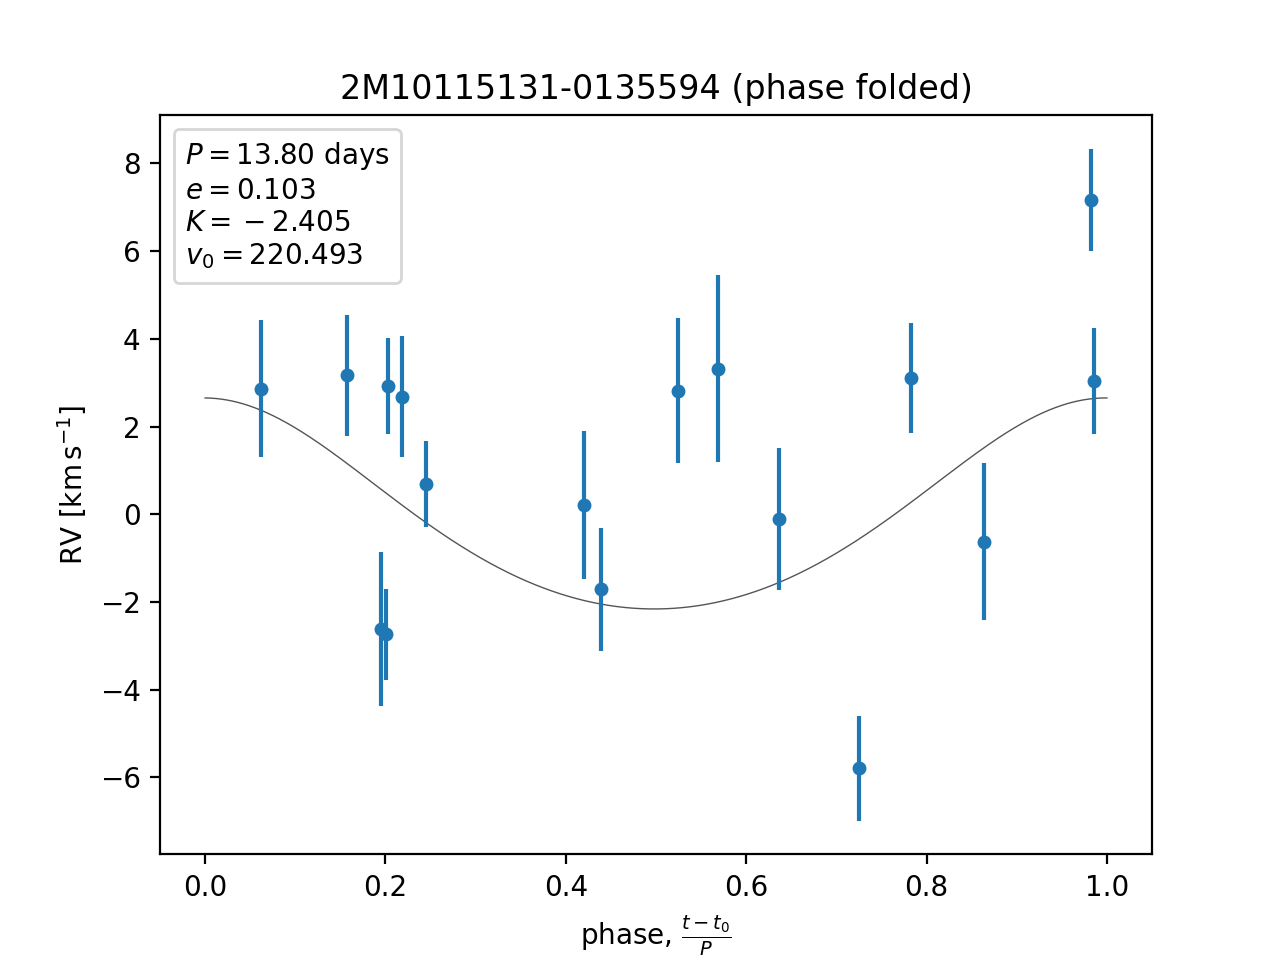 2M10115131-0135594 (phase folded)
P = 13.80 days
e = 0.103
K = −2.405
v₀ = 220.493
8
6
4
2
0
−2
−4
−6
RV [km s⁻¹]
0.0 0.2 0.4 0.6 0.8 1.0
phase, (t − t₀)/P